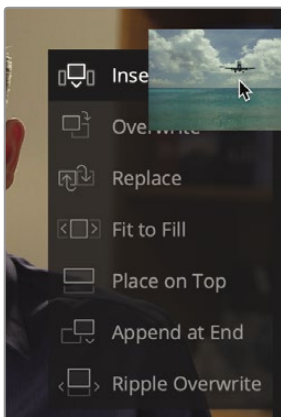 Inse
Overwrite
Replace
Fit to Fill
Place on Top
Append at End
Ripple Overwrite